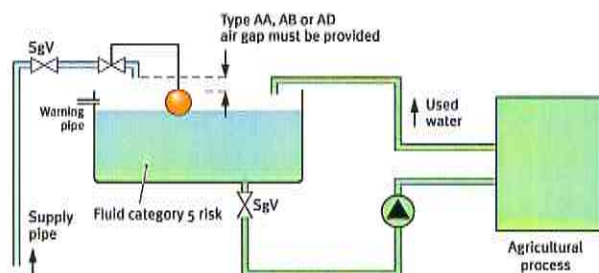 Type AA, AB or AD
air gap must be provided
SgV
Warning
pipe
Used
water
Fluid category 5 risk
SgV
Supply
pipe
Agricultural
process